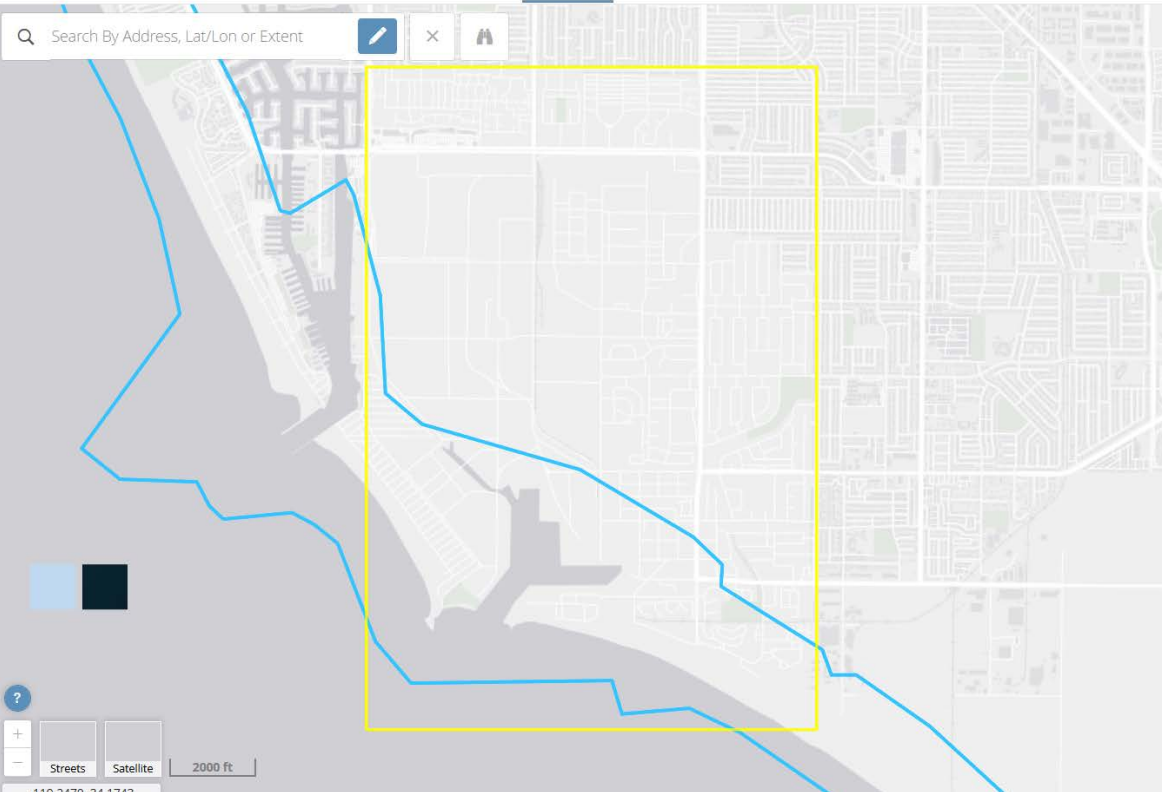 Search By Address, Lat/Lon or Extent
?
+
−
Streets
Satellite
2000 ft